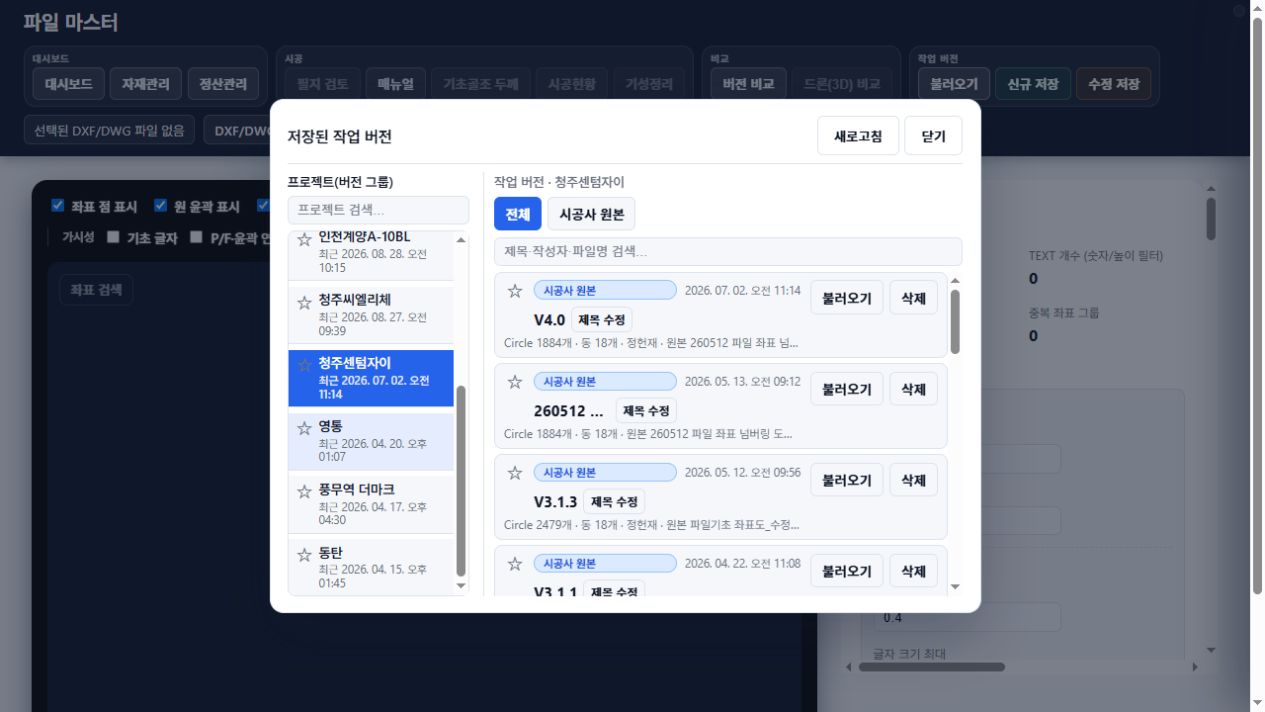 파일 마스터
대시보드
대시보드 자재관리 정산관리
시공
필지 검토 매뉴얼 기초골조 두께 시공현황 기성정리
비교
버전 비교 드론(3D) 비교
작업 버전
불러오기 신규 저장 수정 저장
선택된 DXF/DWG 파일 없음
좌표 점 표시 원 윤곽 표시
가시성 기초 글자
좌표 검색
저장된 작업 버전
새로고침 닫기
프로젝트(버전 그룹)
프로젝트 검색...
인천계양A-10BL
최근 2026. 08. 28. 오전
10:15
청주씨엘리체
최근 2026. 08. 27. 오전
09:39
청주센텀자이
최근 2026. 07. 02. 오전
11:14
영통
최근 2026. 04. 20. 오후
01:07
풍무역 더마크
최근 2026. 04. 17. 오후
04:30
동탄
최근 2026. 04. 15. 오후
01:45
작업 버전 · 청주센텀자이
전체 시공사 원본
제목·작성자·파일명 검색...
☆ 시공사 원본 2026. 07. 02. 오전 11:14 불러오기 삭제
V4.0 제목 수정
Circle 1884개 · 동 18개 · 정헌재 · 원본 260512 파일 좌표 넘...
☆ 시공사 원본 2026. 05. 13. 오전 09:12 불러오기 삭제
260512 ... 제목 수정
Circle 1884개 · 동 18개 · 원본 260512 파일 좌표 넘버링 도...
☆ 시공사 원본 2026. 05. 12. 오전 09:56 불러오기 삭제
V3.1.3 제목 수정
Circle 2479개 · 동 18개 · 정헌재 · 원본 파일기초 좌표도_수정...
☆ 시공사 원본 2026. 04. 22. 오전 11:08 불러오기 삭제
V3.1.1 제목 수정
TEXT 개수 (숫자/높이 필터)
0
중복 좌표 그룹
0
0.4
글자 크기 최대